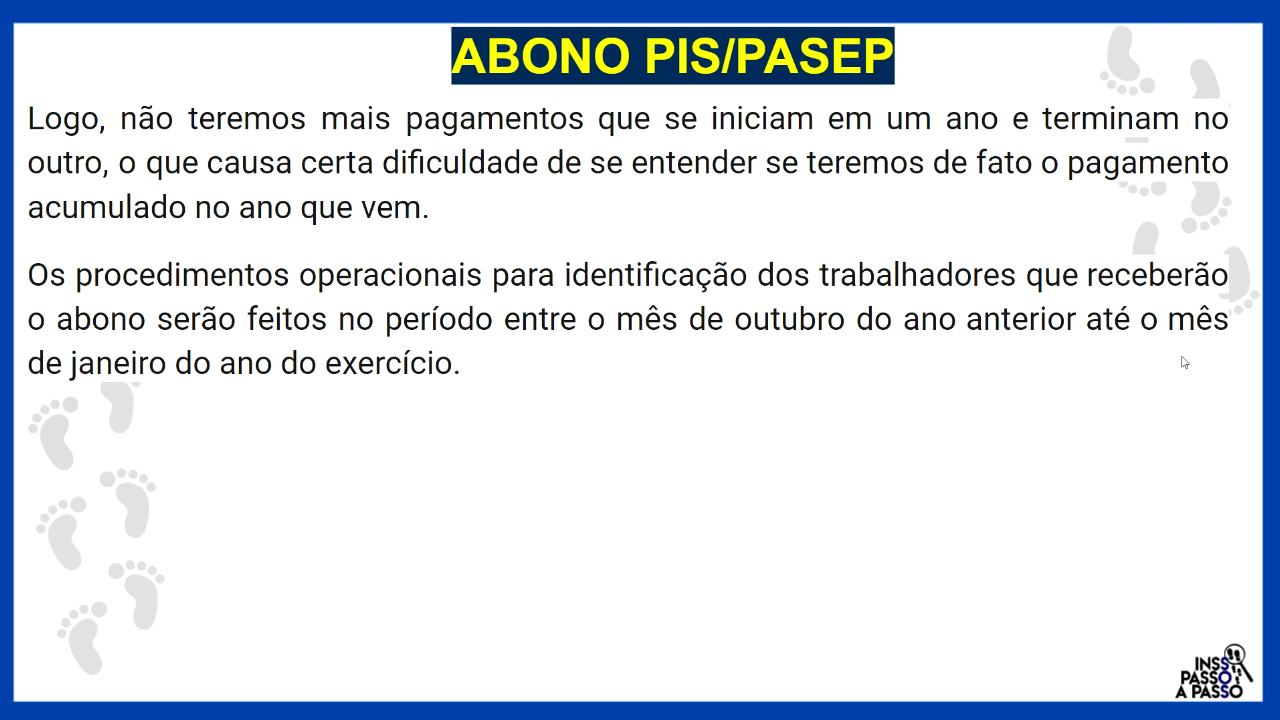 ABONO PIS/PASEP
Logo, não teremos mais pagamentos que se iniciam em um ano e terminam no
outro, o que causa certa dificuldade de se entender se teremos de fato o pagamento
acumulado no ano que vem.
Os procedimentos operacionais para identificação dos trabalhadores que receberão
o abono serão feitos no período entre o mês de outubro do ano anterior até o mês
de janeiro do ano do exercício.
INSS
PASSO
A PASSO